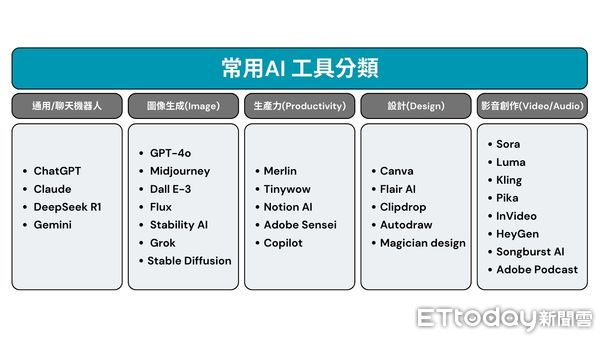 常用AI 工具分類
通用/聊天機器人
ChatGPT
Claude
DeepSeek R1
Gemini
圖像生成(Image)
GPT-4o
Midjourney
Dall E-3
Flux
Stability AI
Grok
Stable Diffusion
生產力(Productivity)
Merlin
Tinywow
Notion AI
Adobe Sensei
Copilot
設計(Design)
Canva
Flair AI
Clipdrop
Autodraw
Magician design
影音創作(Video/Audio)
Sora
Luma
Kling
Pika
InVideo
HeyGen
Songburst AI
Adobe Podcast
ETtoday新聞雲